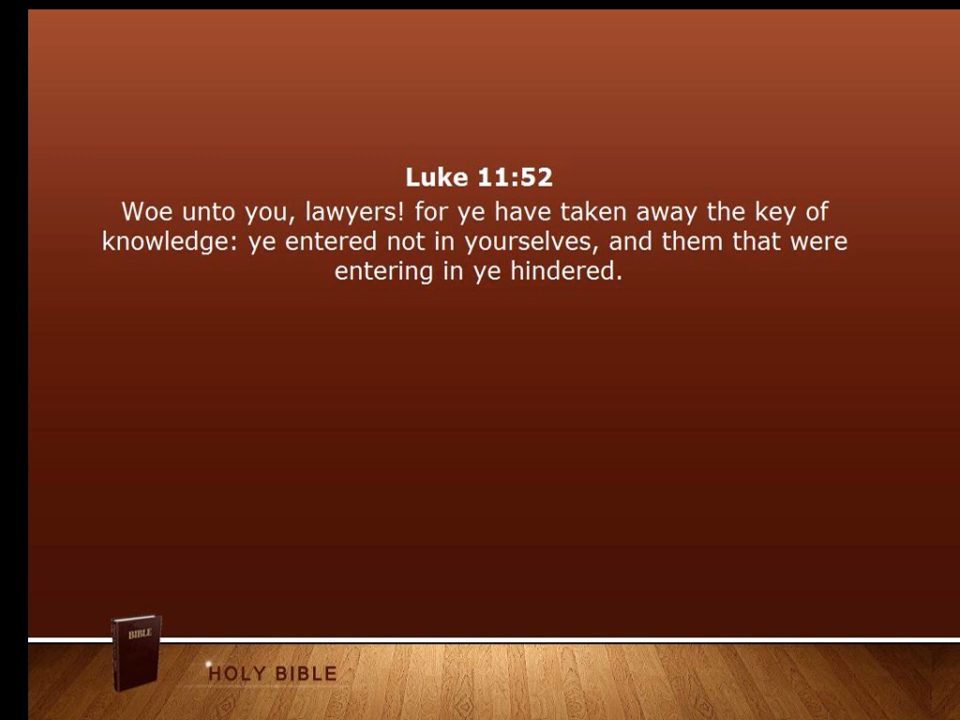 Luke 11:52
Woe unto you, lawyers! for ye have taken away the key of
knowledge: ye entered not in yourselves, and them that were
entering in ye hindered.
BIBLE
HOLY BIBLE